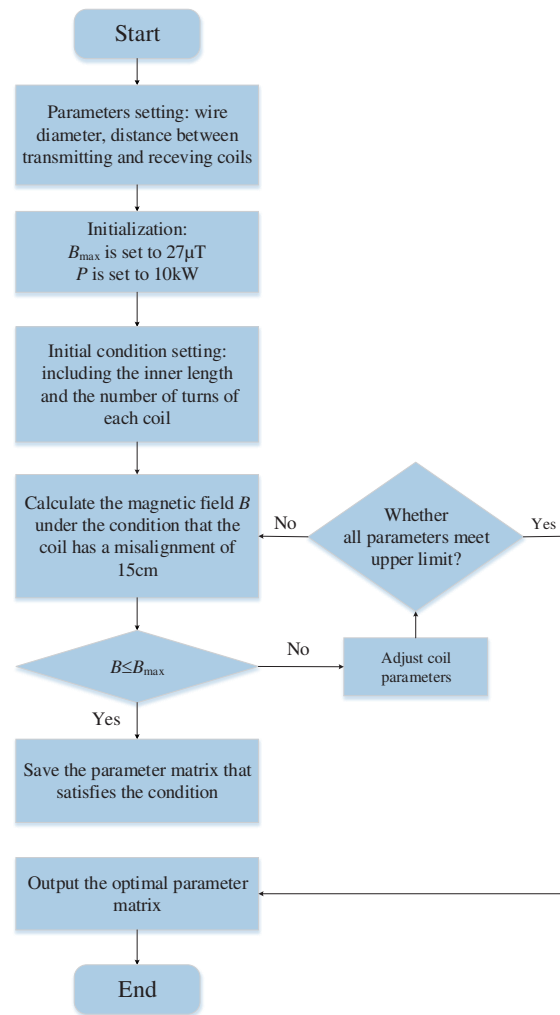 Start
Parameters setting: wire
diameter, distance between
transmitting and receving coils
Initialization:
Bmax is set to 27μT
P is set to 10kW
Initial condition setting:
including the inner length
and the number of turns of
each coil
Calculate the magnetic field B
under the condition that the
coil has a misalignment of
15cm
No
Whether
all parameters meet
upper limit?
Yes
B≤Bmax
No
Adjust coil
parameters
Yes
Save the parameter matrix that
satisfies the condition
Output the optimal parameter
matrix
End